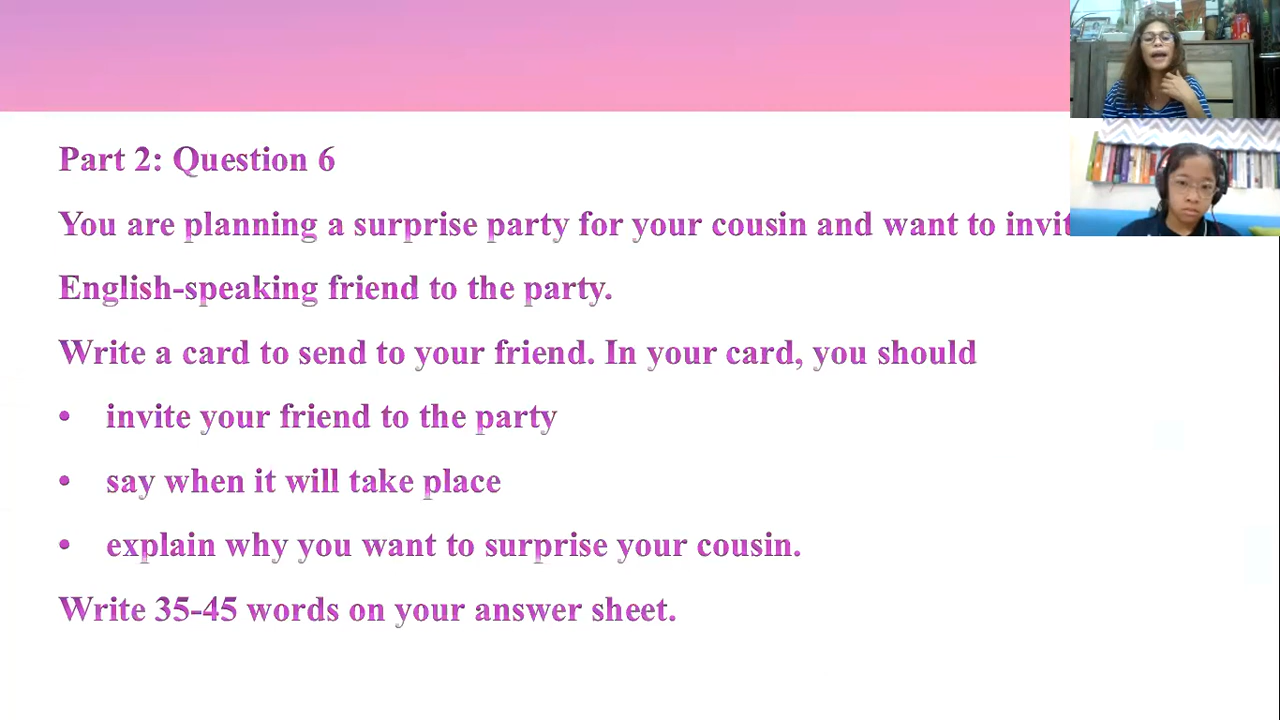 Part 2: Question 6
You are planning a surprise party for your cousin and want to
English-speaking friend to the party.
Write a card to send to your friend. In your card, you should
• invite your friend to the party
• say when it will take place
• explain why you want to surprise your cousin.
Write 35-45 words on your answer sheet.